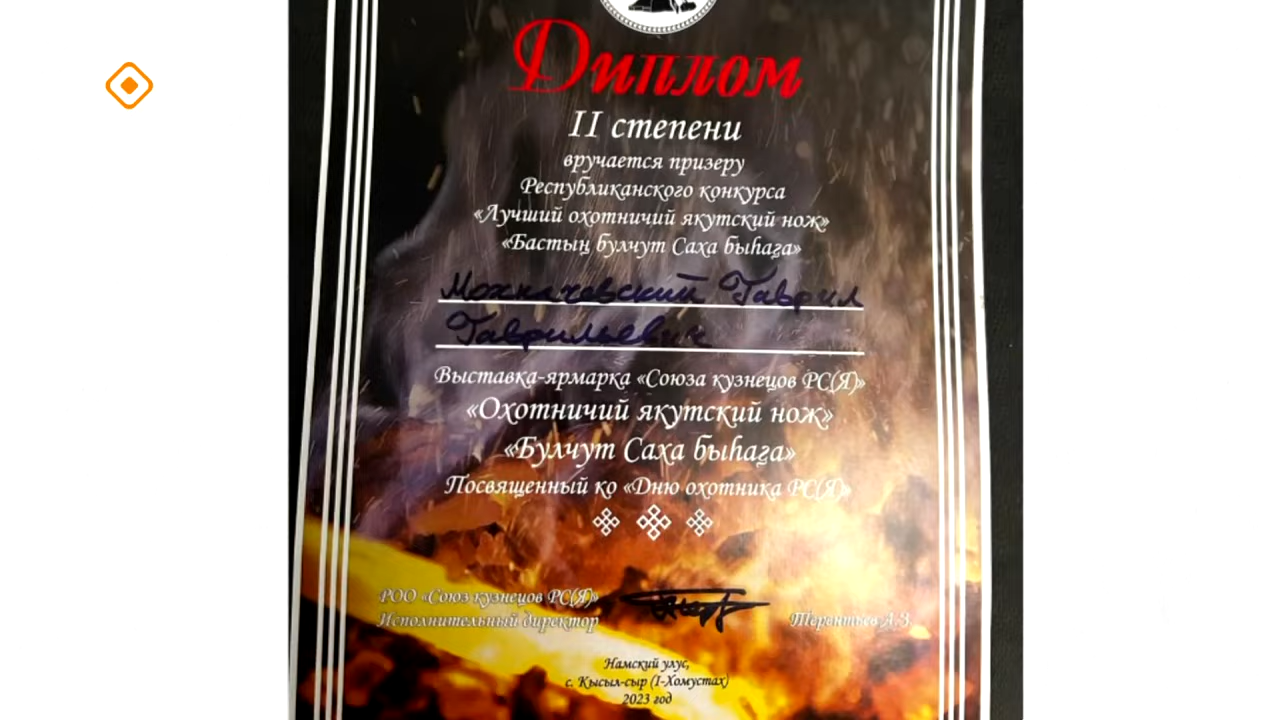 Диплом
II степени
вручается призеру
Республиканского конкурса
«Лучший охотничий якутский нож»
«Бастыҥ булчут Саха быһаҕа»
Мохначевский Гаврил
Гаврильевич
Выставка-ярмарка «Союза кузнецов РС(Я)»
«Охотничий якутский нож»
«Булчут Саха быһаҕа»
Посвященный ко «Дню охотника РС(Я)»
РОО «Союз кузнецов РС(Я)»
Исполнительный директор Терентьев А.З.
Намский улус,
с. Кысыл-сыр (I-Хомустах)
2023 год